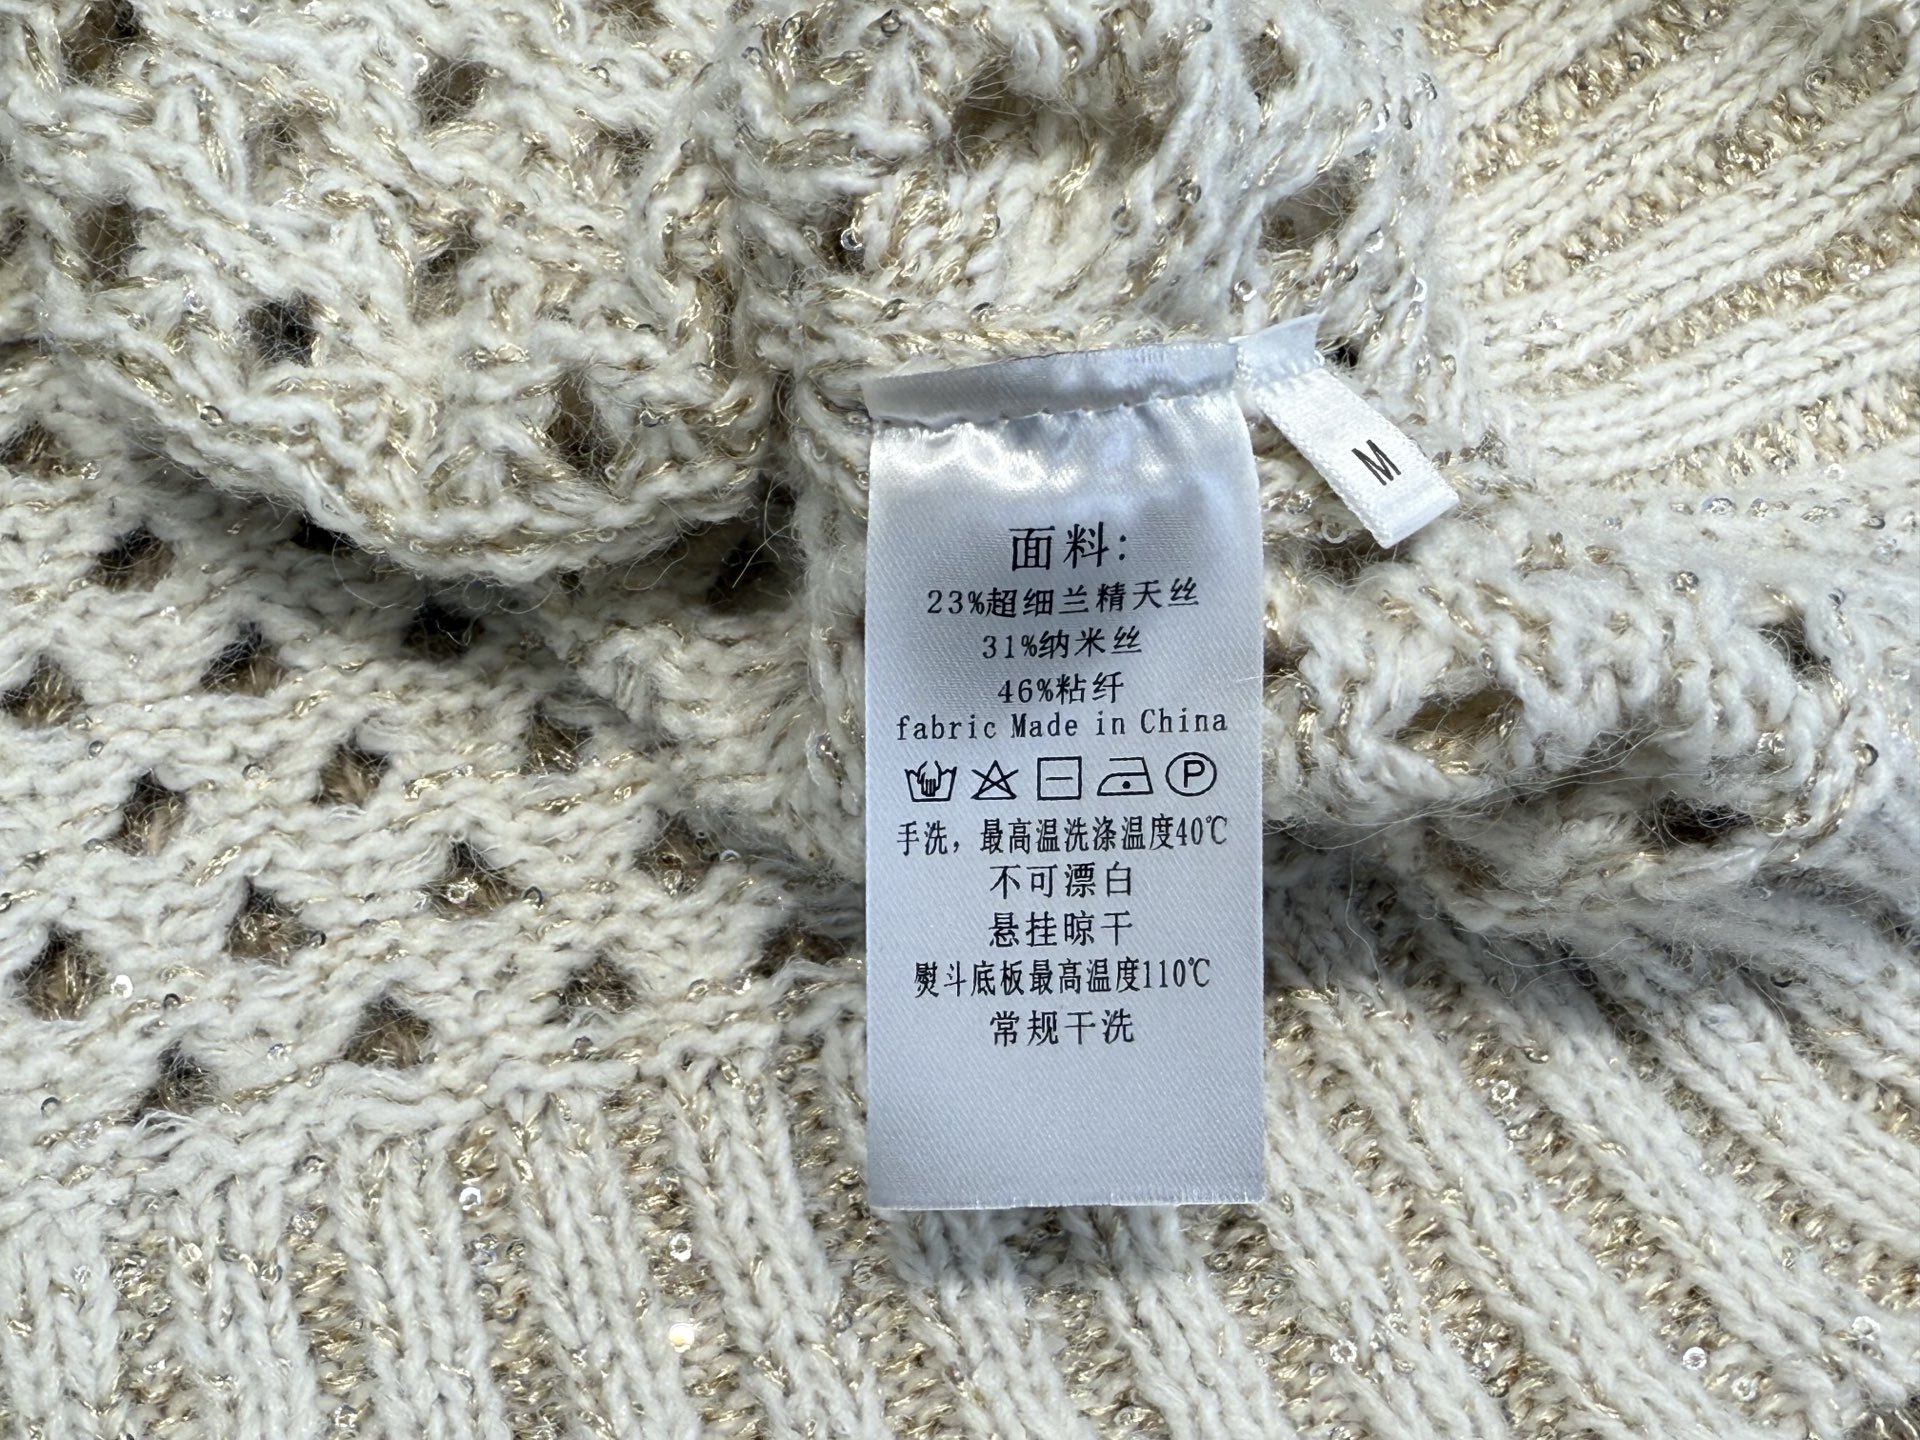 M
面料:
23%超细兰精天丝
31%纳米丝
46%粘纤
fabric Made in China
P
手洗，最高温洗涤温度40℃
不可漂白
悬挂晾干
熨斗底板最高温度110℃
常规干洗